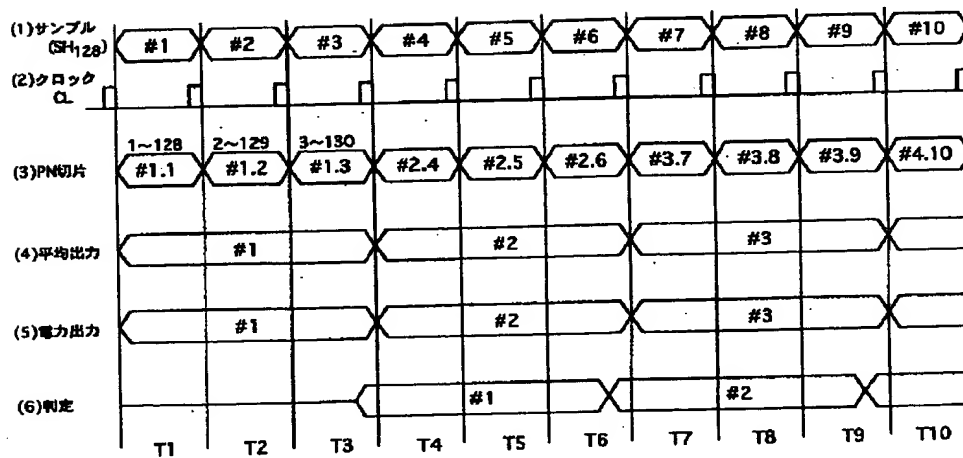 (1)サンプル
(SH128)
#1 #2 #3 #4 #5 #6 #7 #8 #9 #10
(2)クロック
CL
1~128 2~129 3~130
(3)PN切片
#1.1 #1.2 #1.3 #2.4 #2.5 #2.6 #3.7 #3.8 #3.9 #4.10
(4)平均出力
#1 #2 #3
(5)電力出力
#1 #2 #3
(6)判定
#1 #2
T1 T2 T3 T4 T5 T6 T7 T8 T9 T10